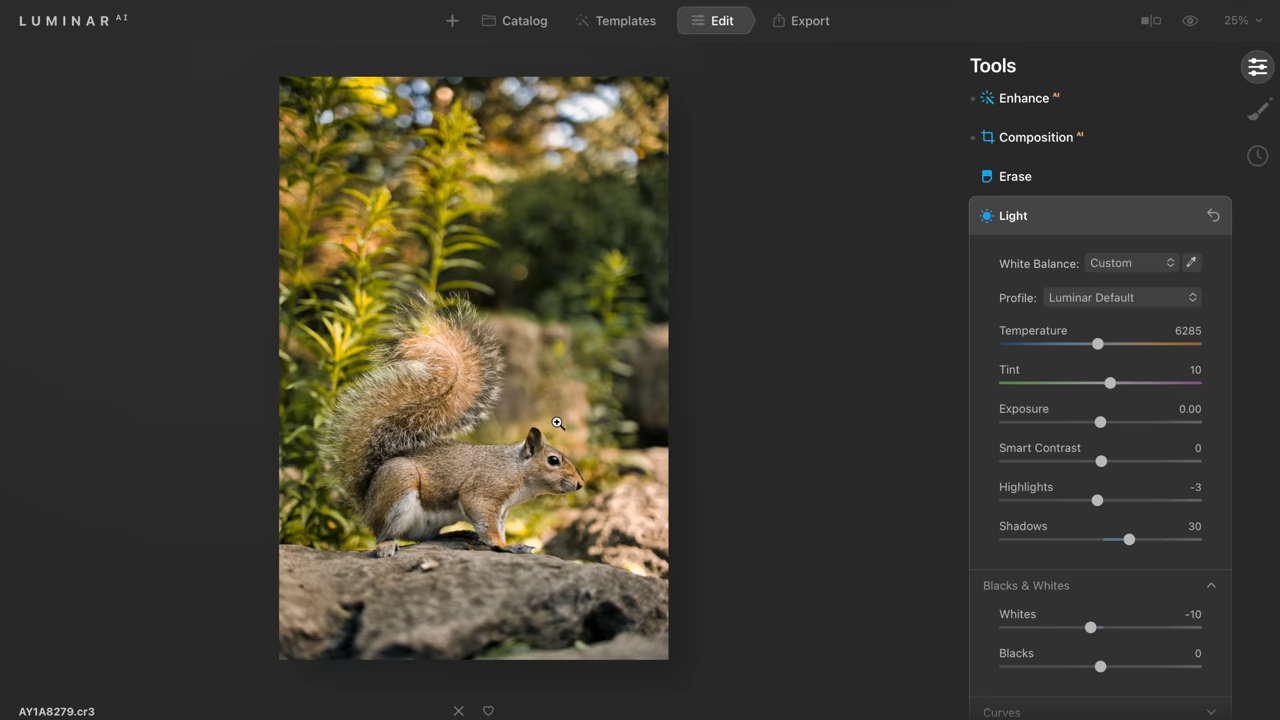 LUMINAR AI
Catalog
Templates
Edit
Export
25%
Tools
Enhance AI
Composition AI
Erase
Light
White Balance: Custom
Profile: Luminar Default
Temperature 6285
Tint 10
Exposure 0.00
Smart Contrast 0
Highlights -3
Shadows 30
Blacks & Whites
Whites -10
Blacks 0
Curves
AY1A8279.cr3